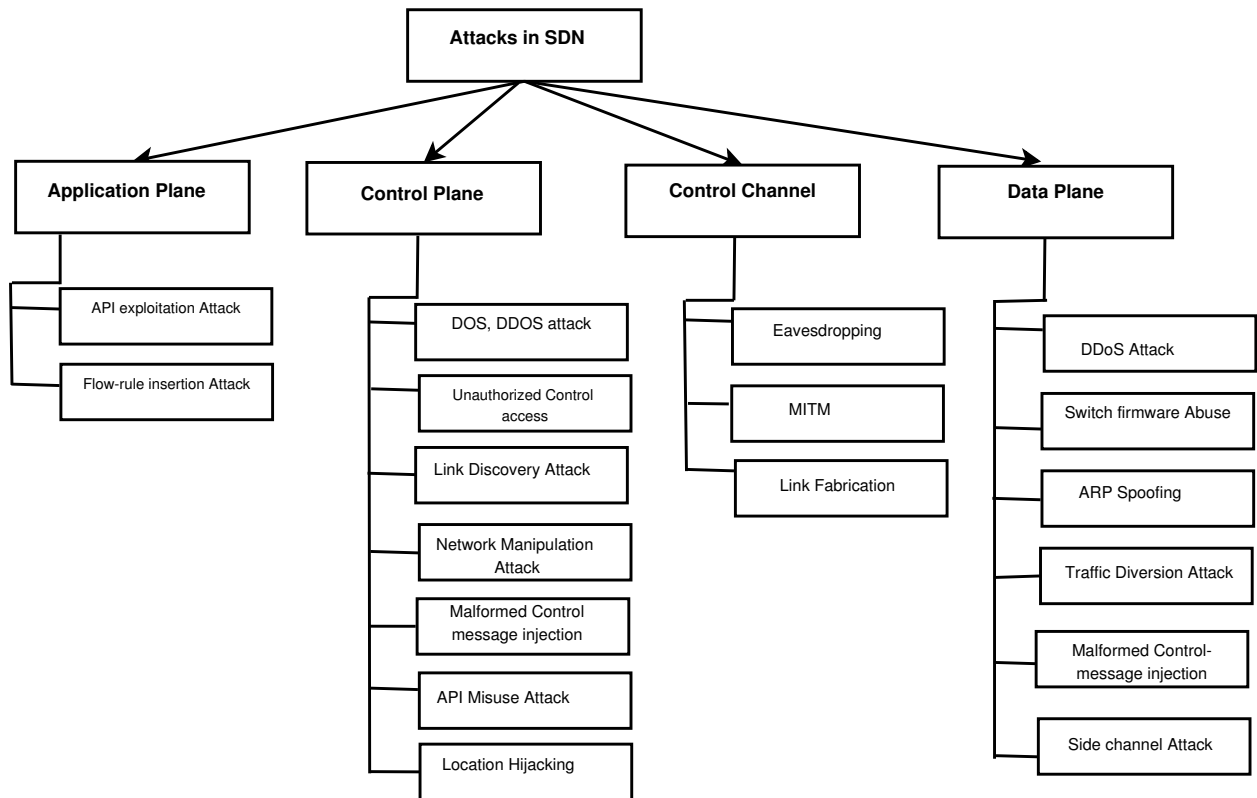 Attacks in SDN
Application Plane
Control Plane
Control Channel
Data Plane
API exploitation Attack
Flow-rule insertion Attack
DOS, DDOS attack
Unauthorized Control
access
Link Discovery Attack
Network Manipulation
Attack
Malformed Control
message injection
API Misuse Attack
Location Hijacking
Eavesdropping
MITM
Link Fabrication
DDoS Attack
Switch firmware Abuse
ARP Spoofing
Traffic Diversion Attack
Malformed Control-
message injection
Side channel Attack